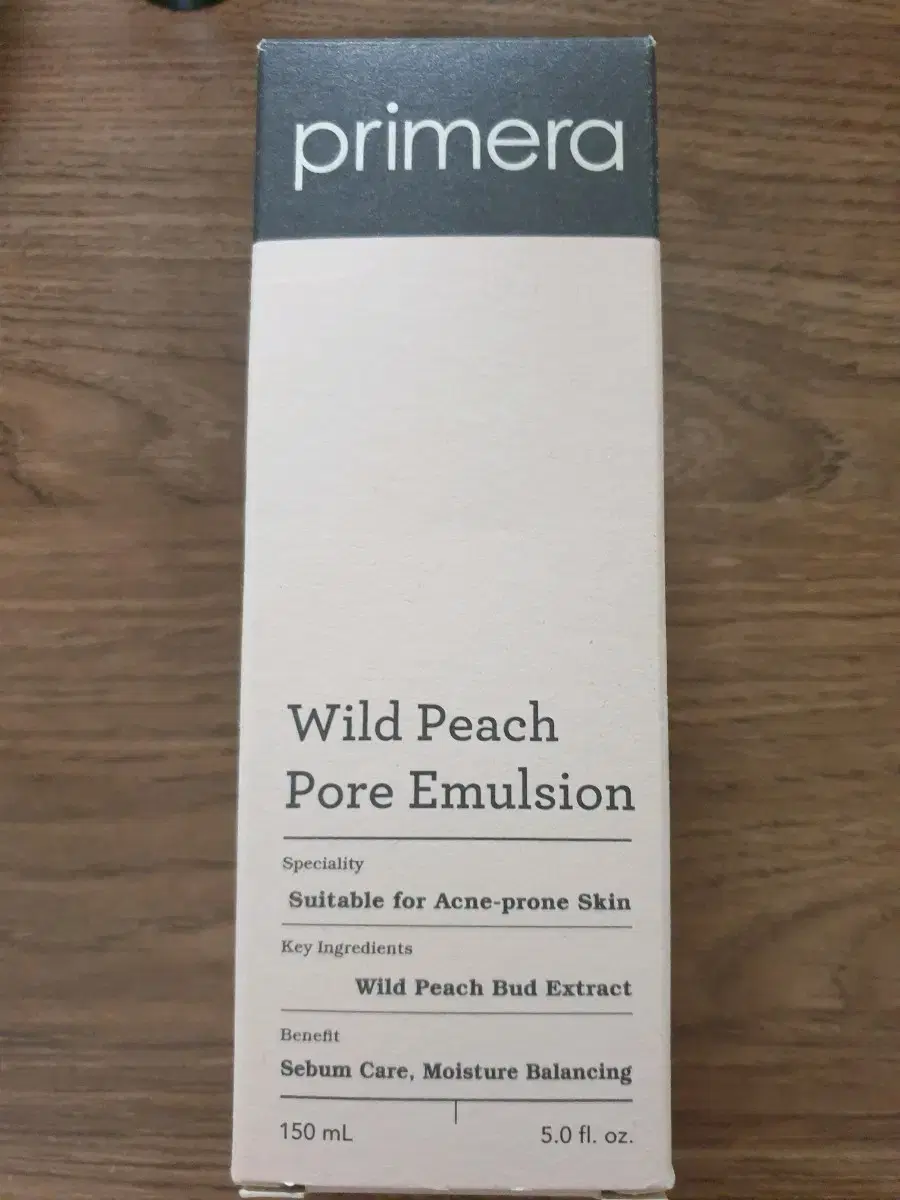 primera
Wild Peach
Pore Emulsion
Speciality
Suitable for Acne-prone Skin
Key Ingredients
Wild Peach Bud Extract
Benefit
Sebum Care, Moisture Balancing
150 mL 5.0 fl. oz.